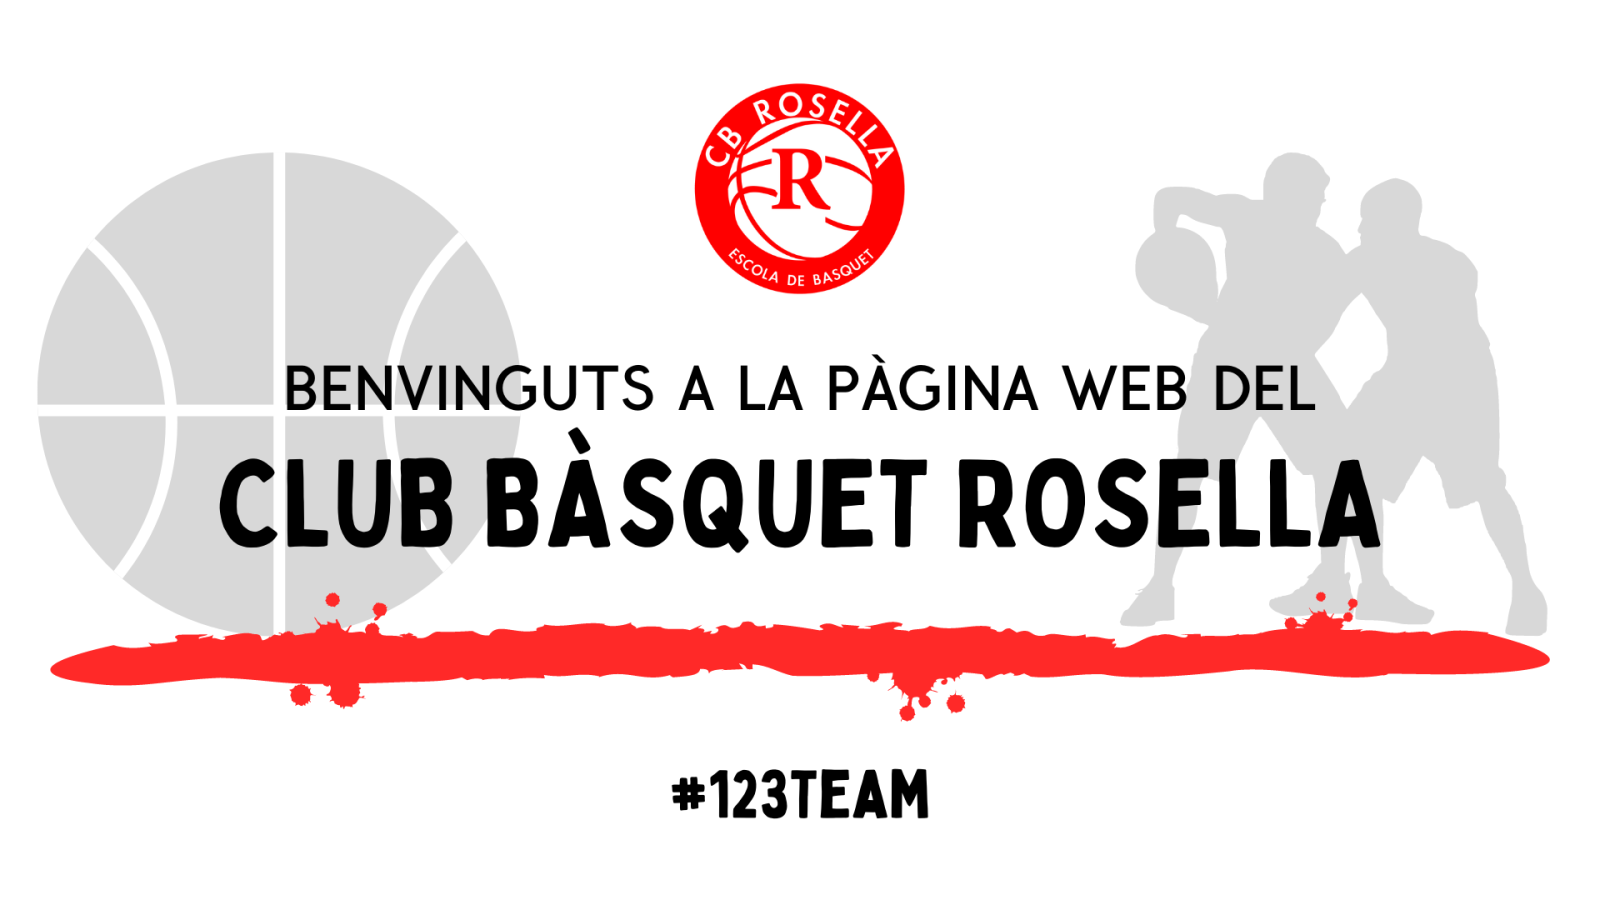 CB ROSELLA
R
ESCOLA DE BASQUET
BENVINGUTS A LA PÀGINA WEB DEL
CLUB BÀSQUET ROSELLA
#123TEAM